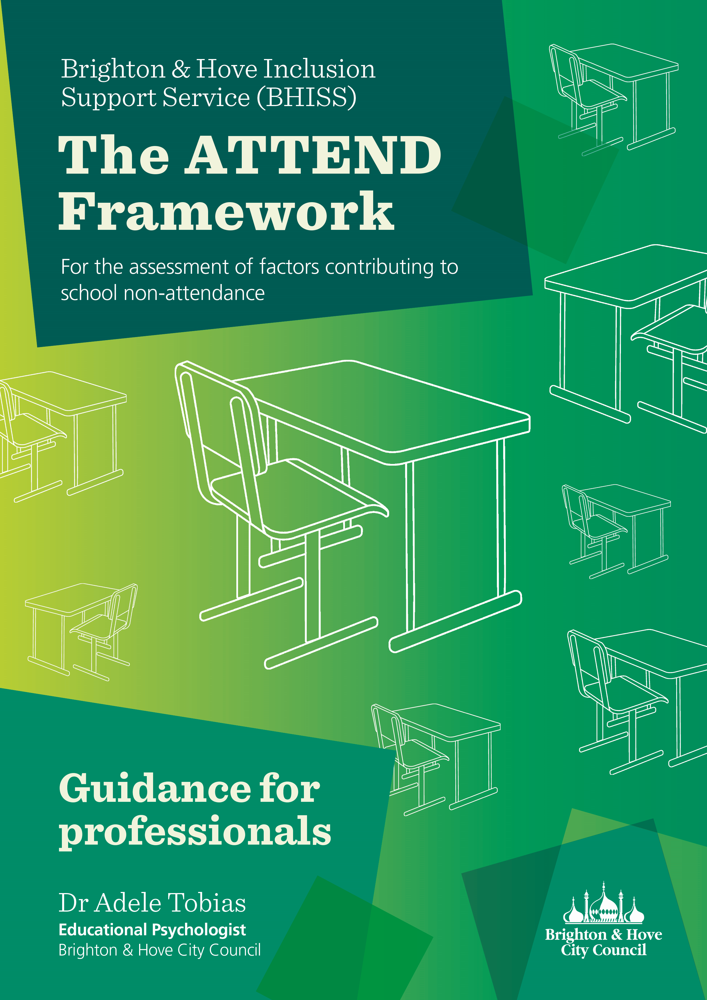 Brighton & Hove Inclusion
Support Service (BHISS)
The ATTEND
Framework
For the assessment of factors contributing to
school non-attendance
Guidance for
professionals
Dr Adele Tobias
Educational Psychologist
Brighton & Hove City Council
Brighton & Hove
City Council